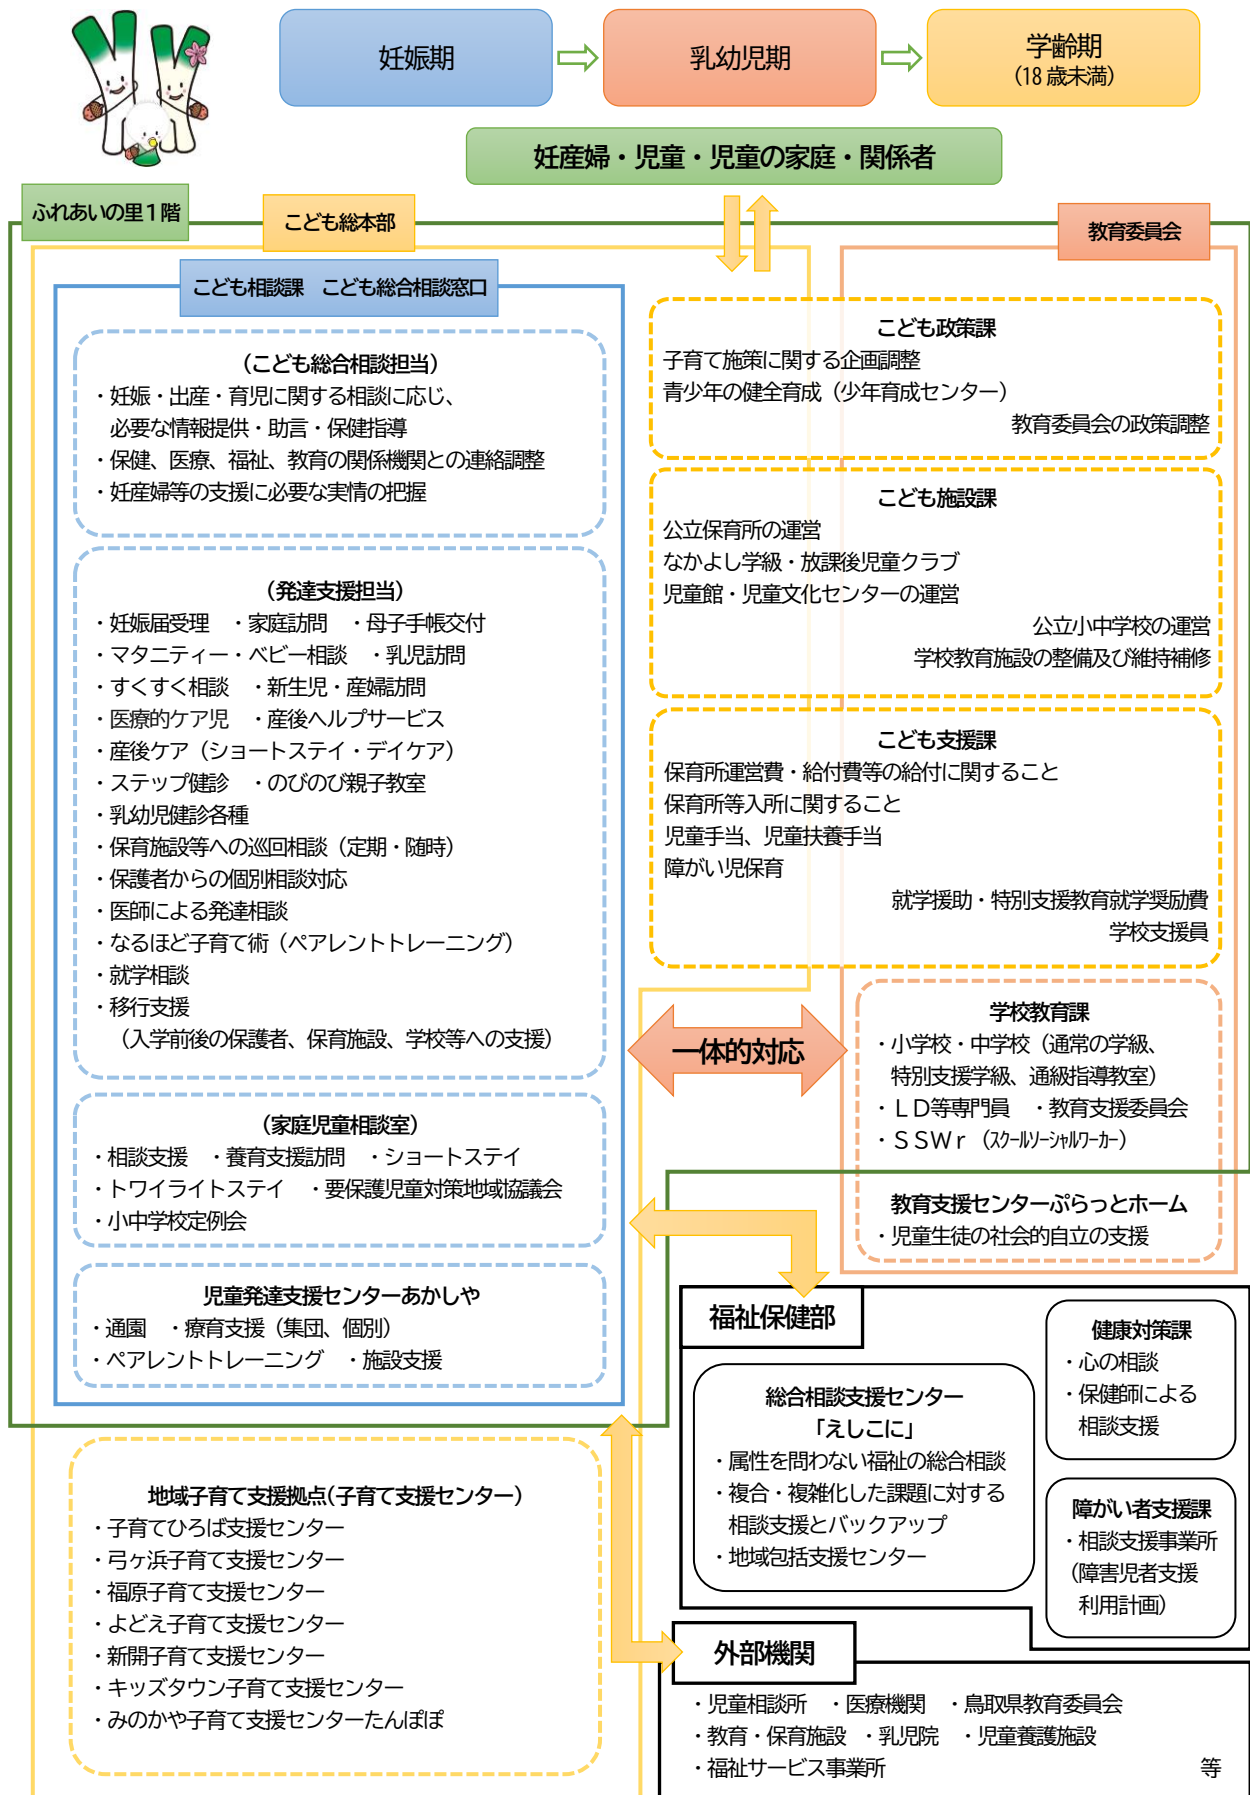 妊娠期
乳幼児期
学齢期
(18歳未満)
妊産婦・児童・児童の家庭・関係者
ふれあいの里1階
こども総本部
教育委員会
こども相談課　こども総合相談窓口
(こども総合相談担当)
・妊娠・出産・育児に関する相談に応じ、
必要な情報提供・助言・保健指導
・保健、医療、福祉、教育の関係機関との連絡調整
・妊産婦等の支援に必要な実情の把握
(発達支援担当)
・妊娠届受理　・家庭訪問　・母子手帳交付
・マタニティー・ベビー相談　・乳児訪問
・すくすく相談　・新生児・産婦訪問
・医療的ケア児　・産後ヘルプサービス
・産後ケア（ショートステイ・デイケア）
・ステップ健診　・のびのび親子教室
・乳幼児健診各種
・保育施設等への巡回相談（定期・随時）
・保護者からの個別相談対応
・医師による発達相談
・なるほど子育て術（ペアレントトレーニング）
・就学相談
・移行支援
（入学前後の保護者、保育施設、学校等への支援）
(家庭児童相談室)
・相談支援　・養育支援訪問　・ショートステイ
・トワイライトステイ　・要保護児童対策地域協議会
・小中学校定例会
児童発達支援センターあかしや
・通園　・療育支援（集団、個別）
・ペアレントトレーニング　・施設支援
地域子育て支援拠点(子育て支援センター)
・子育てひろば支援センター
・弓ヶ浜子育て支援センター
・福原子育て支援センター
・よどえ子育て支援センター
・新開子育て支援センター
・キッズタウン子育て支援センター
・みのかや子育て支援センターたんぽぽ
こども政策課
子育て施策に関する企画調整
青少年の健全育成（少年育成センター）
教育委員会の政策調整
こども施設課
公立保育所の運営
なかよし学級・放課後児童クラブ
児童館・児童文化センターの運営
公立小中学校の運営
学校教育施設の整備及び維持補修
こども支援課
保育所運営費・給付費等の給付に関すること
保育所等入所に関すること
児童手当、児童扶養手当
障がい児保育
就学援助・特別支援教育就学奨励費
学校支援員
一体的対応
学校教育課
・小学校・中学校（通常の学級、
特別支援学級、通級指導教室）
・ＬＤ等専門員　・教育支援委員会
・ＳＳＷｒ（ｽｸｰﾙｿｰｼｬﾙﾜｰｶｰ）
教育支援センターぷらっとホーム
・児童生徒の社会的自立の支援
福祉保健部
総合相談支援センター
「えしこに」
・属性を問わない福祉の総合相談
・複合・複雑化した課題に対する
相談支援とバックアップ
・地域包括支援センター
健康対策課
・心の相談
・保健師による
相談支援
障がい者支援課
・相談支援事業所
（障害児者支援
利用計画）
外部機関
・児童相談所　・医療機関　・鳥取県教育委員会
・教育・保育施設　・乳児院　・児童養護施設
・福祉サービス事業所　等